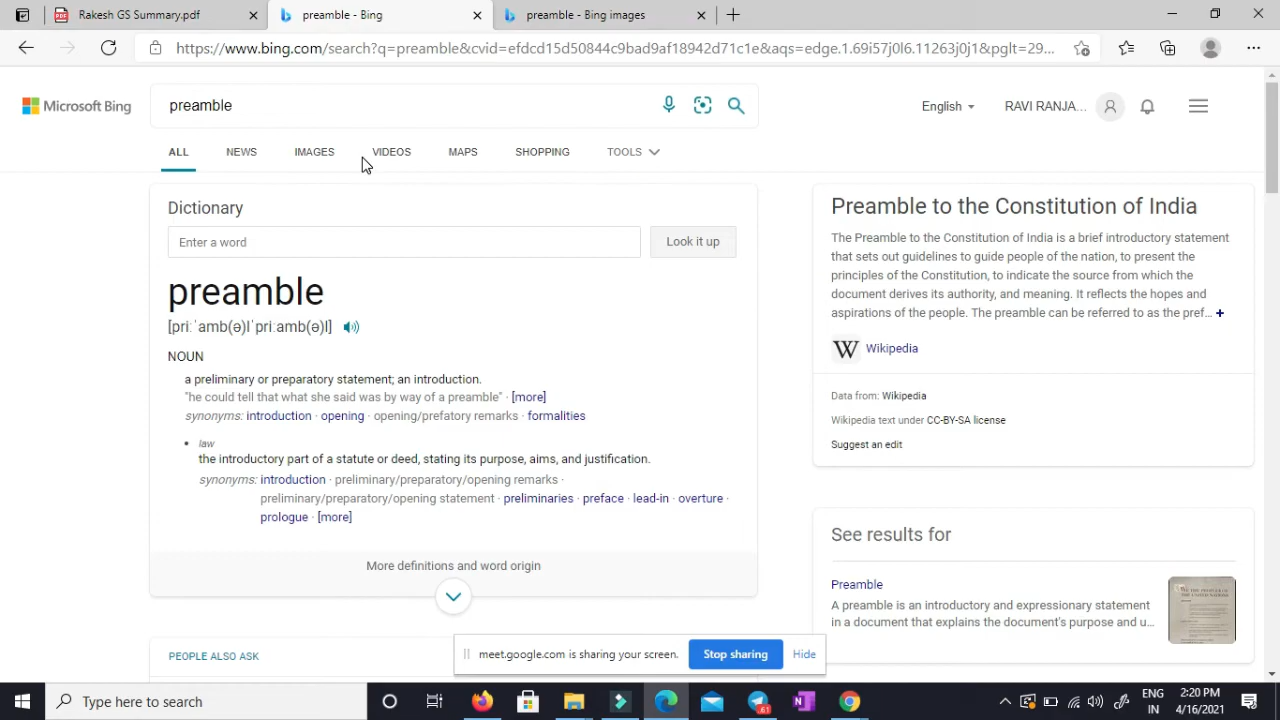 Rakesh GS Summary.pdf
preamble - Bing
preamble - Bing images
https://www.bing.com/search?q=preamble&cvid=efdcd15d50844c9bad9af18942d71c1e&aqs=edge.1.69i57j0l6.11263j0j1&pglt=29...
Microsoft Bing
preamble
English
RAVI RANJA...
ALL
NEWS
IMAGES
VIDEOS
MAPS
SHOPPING
TOOLS
Dictionary
Enter a word
Look it up
preamble
[priːˈamb(ə)lˈpriːamb(ə)l]
NOUN
a preliminary or preparatory statement; an introduction.
"he could tell that what she said was by way of a preamble" · [more]
synonyms: introduction · opening · opening/prefatory remarks · formalities
• law
the introductory part of a statute or deed, stating its purpose, aims, and justification.
synonyms: introduction · preliminary/preparatory/opening remarks ·
preliminary/preparatory/opening statement · preliminaries · preface · lead-in · overture ·
prologue · [more]
More definitions and word origin
PEOPLE ALSO ASK
Preamble to the Constitution of India
The Preamble to the Constitution of India is a brief introductory statement
that sets out guidelines to guide people of the nation, to present the
principles of the Constitution, to indicate the source from which the
document derives its authority, and meaning. It reflects the hopes and
aspirations of the people. The preamble can be referred to as the pref... +
W Wikipedia
Data from: Wikipedia
Wikipedia text under CC-BY-SA license
Suggest an edit
See results for
Preamble
A preamble is an introductory and expressionary statement
in a document that explains the document's purpose and u...
meet.google.com is sharing your screen.
Stop sharing
Hide
Type here to search
ENG
IN
2:20 PM
4/16/2021